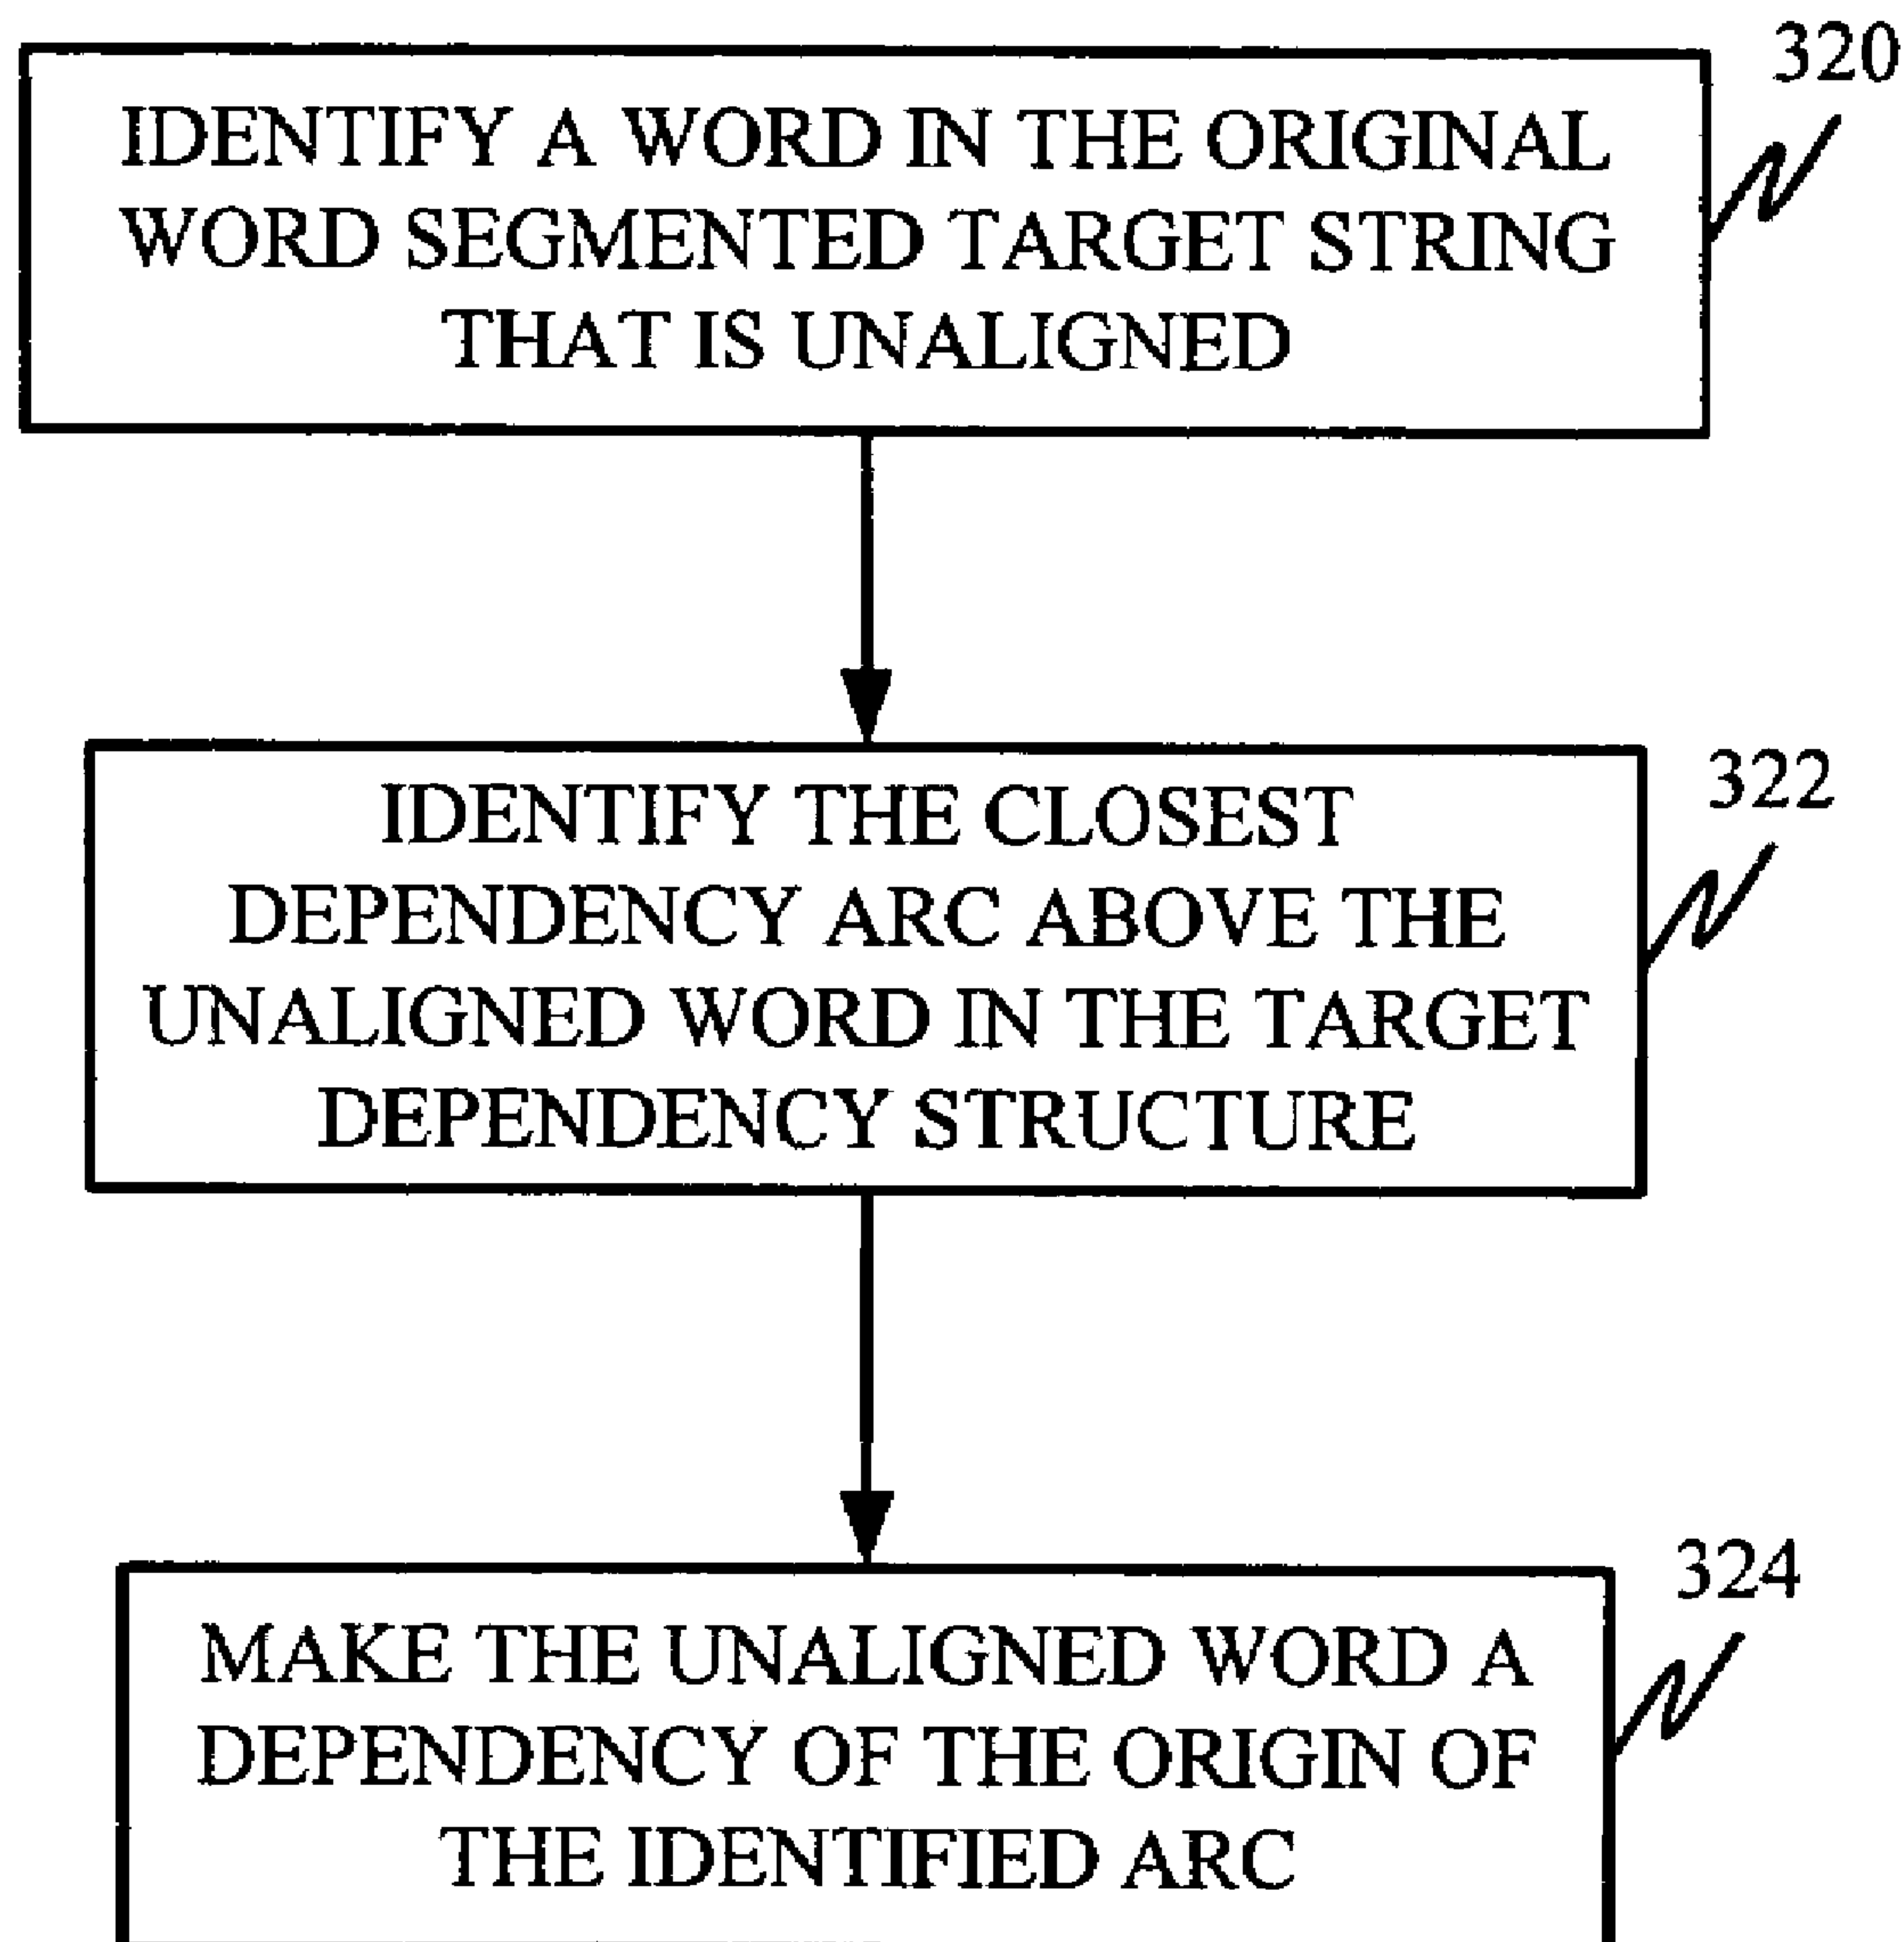 320
IDENTIFY A WORD IN THE ORIGINAL
WORD SEGMENTED TARGET STRING
THAT IS UNALIGNED
322
IDENTIFY THE CLOSEST
DEPENDENCY ARC ABOVE THE
UNALIGNED WORD IN THE TARGET
DEPENDENCY STRUCTURE
324
MAKE THE UNALIGNED WORD A
DEPENDENCY OF THE ORIGIN OF
THE IDENTIFIED ARC